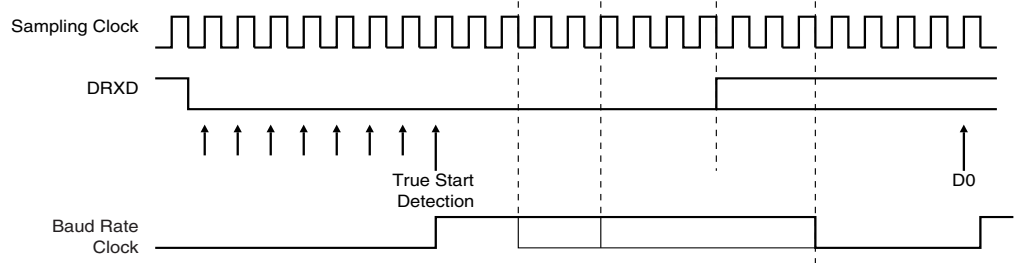 Sampling Clock
DRXD
True Start
Detection
D0
Baud Rate
Clock